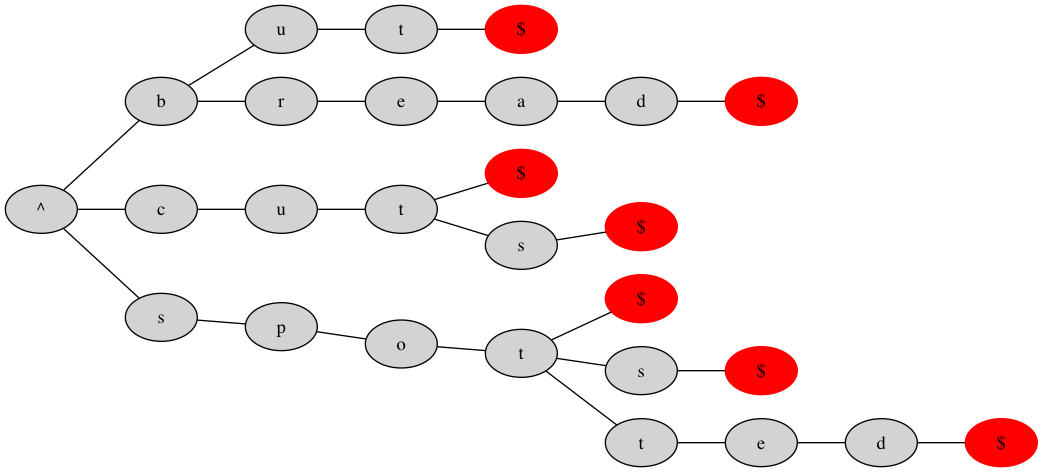 u t $
b r e a d $
$
^ c u t
s $
$
s p o t
s $
t e d $